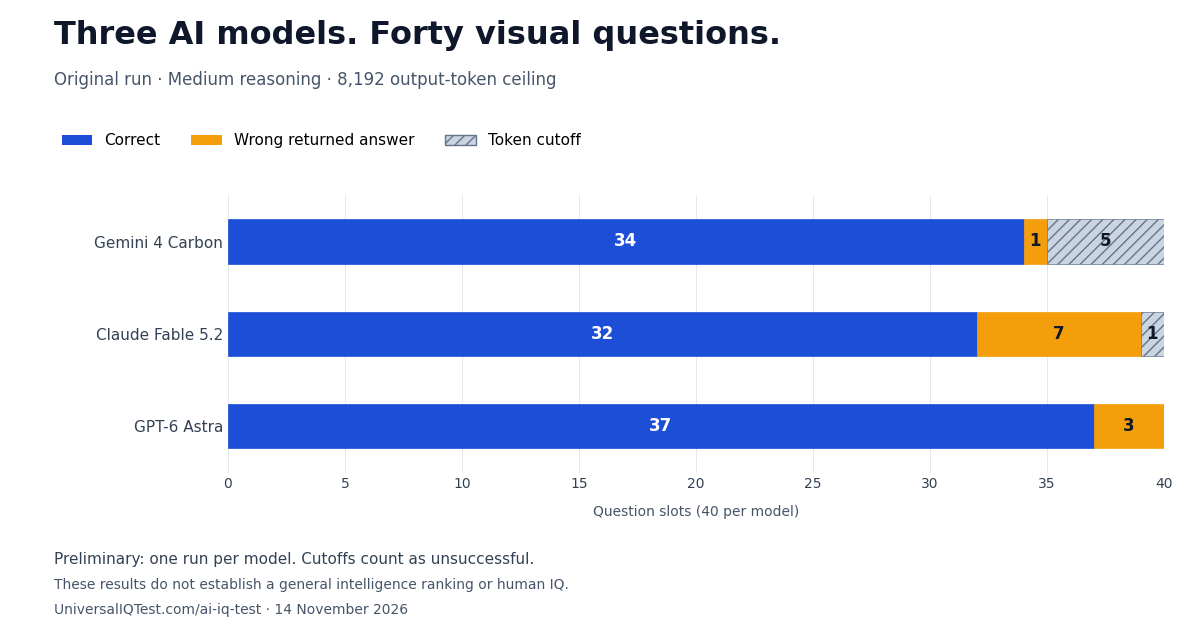 Three AI models. Forty visual questions.
Original run · Medium reasoning · 8,192 output-token ceiling
Correct Wrong returned answer Token cutoff
Gemini 4 Carbon 34 1 5
Claude Fable 5.2 32 7 1
GPT-6 Astra 37 3
0 5 10 15 20 25 30 35 40
Question slots (40 per model)
Preliminary: one run per model. Cutoffs count as unsuccessful.
These results do not establish a general intelligence ranking or human IQ.
UniversalIQTest.com/ai-iq-test · 14 November 2026